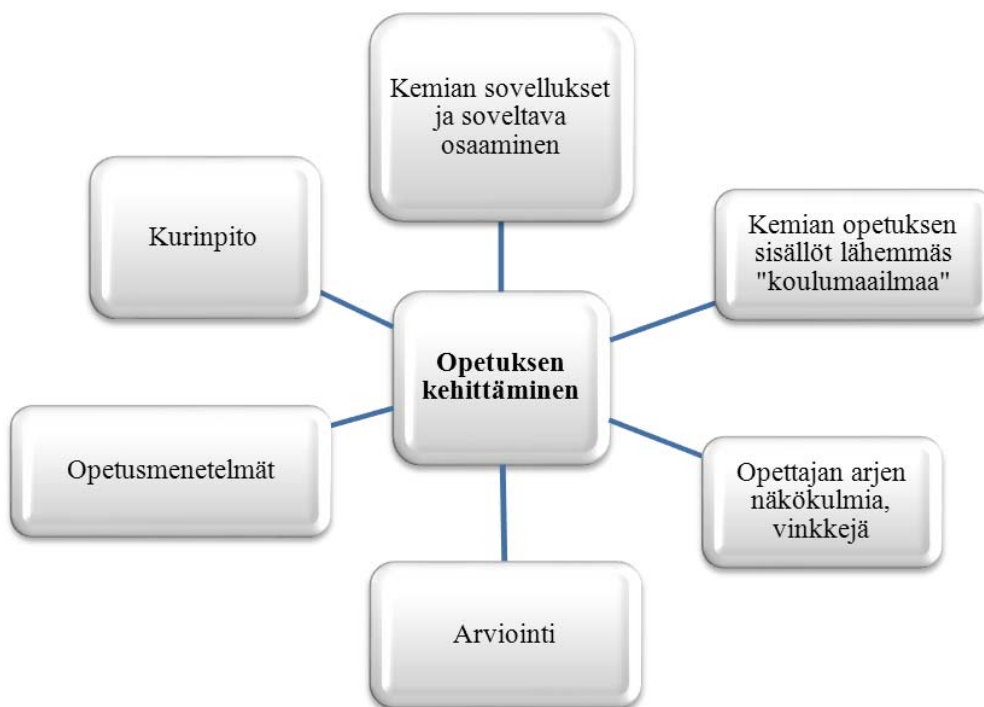 Kemian sovellukset
ja soveltava
osaaminen
Kurinpito
Kemian opetuksen
sisällöt lähemmäs
"koulumaailmaa"
Opetuksen
kehittäminen
Opetusmenetelmät
Opettajan arjen
näkökulmia,
vinkkejä
Arviointi